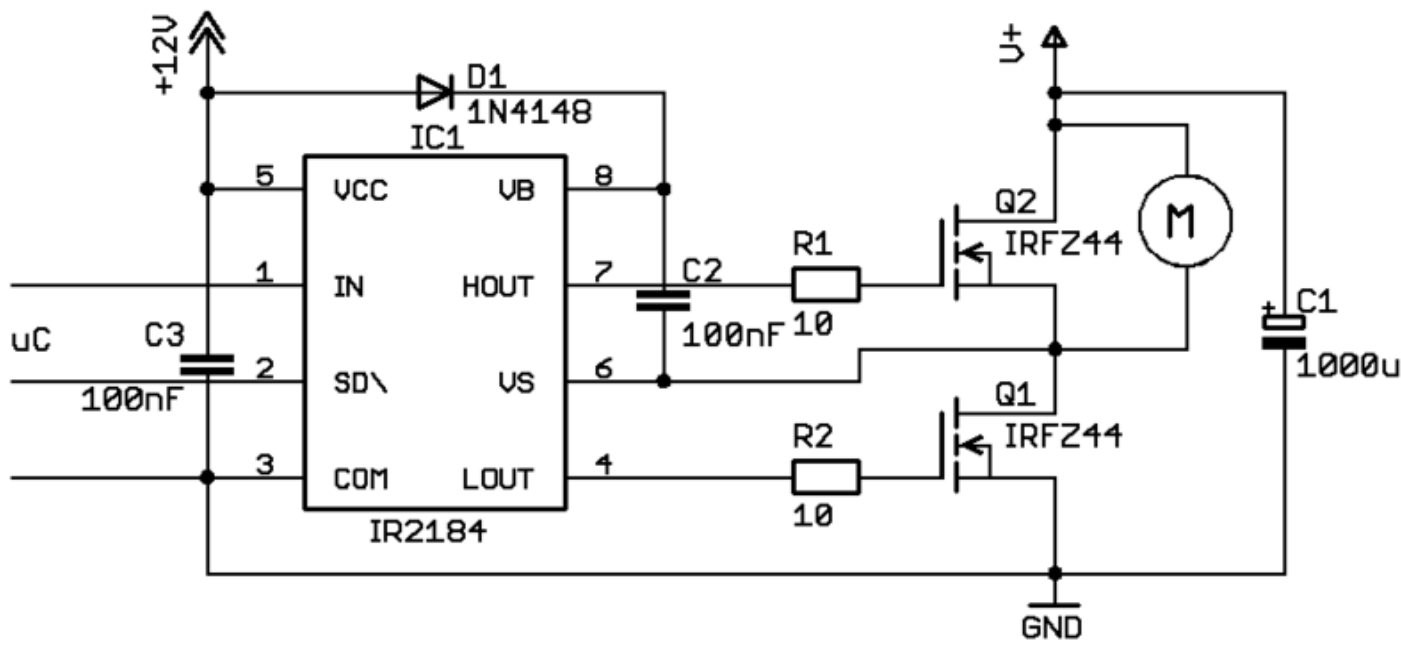 +12V
V+
D1
1N4148
IC1
5 VCC VB 8
Q2
IRFZ44
M
R1
10
1 IN HOUT 7
C2
100nF
C1
1000u
uC
C3
100nF
2 SD\ VS 6
Q1
IRFZ44
R2
10
3 COM LOUT 4
IR2184
+
GND